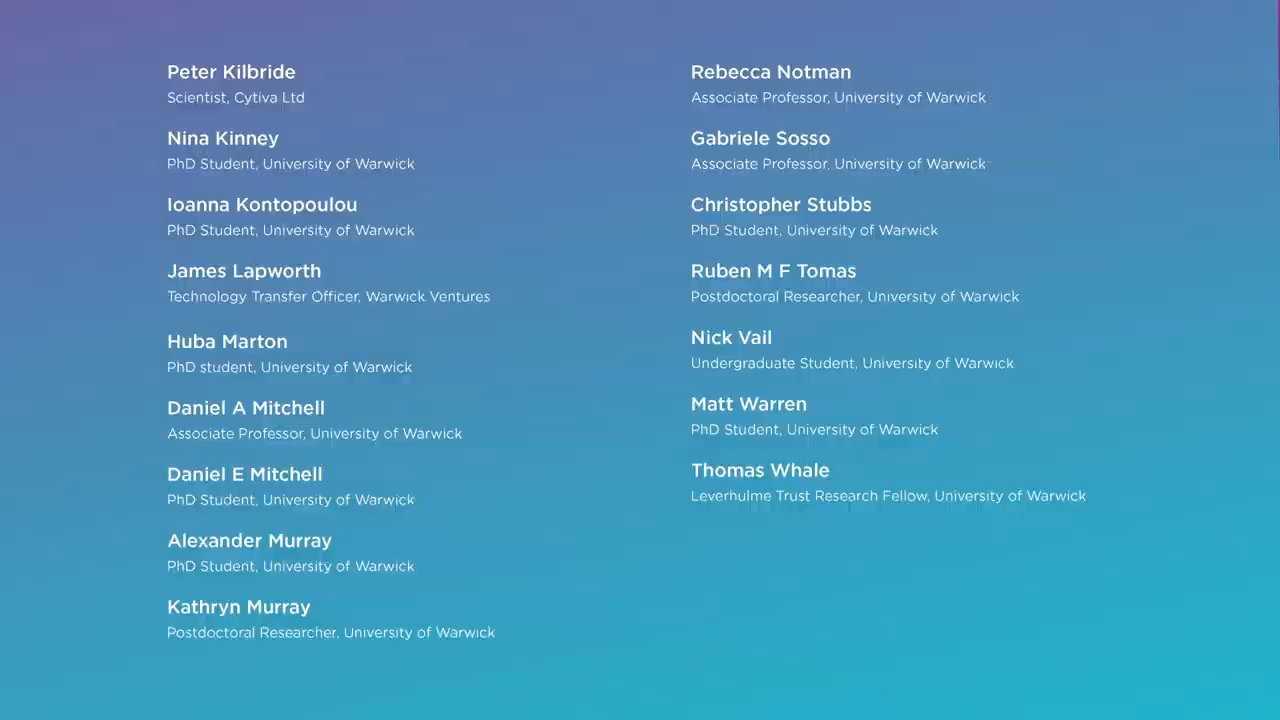 Peter Kilbride
Scientist, Cytiva Ltd
Nina Kinney
PhD Student, University of Warwick
Ioanna Kontopoulou
PhD Student, University of Warwick
James Lapworth
Technology Transfer Officer, Warwick Ventures
Huba Marton
PhD student, University of Warwick
Daniel A Mitchell
Associate Professor, University of Warwick
Daniel E Mitchell
PhD Student, University of Warwick
Alexander Murray
PhD Student, University of Warwick
Kathryn Murray
Postdoctoral Researcher, University of Warwick
Rebecca Notman
Associate Professor, University of Warwick
Gabriele Sosso
Associate Professor, University of Warwick
Christopher Stubbs
PhD Student, University of Warwick
Ruben M F Tomas
Postdoctoral Researcher, University of Warwick
Nick Vail
Undergraduate Student, University of Warwick
Matt Warren
PhD Student, University of Warwick
Thomas Whale
Leverhulme Trust Research Fellow, University of Warwick